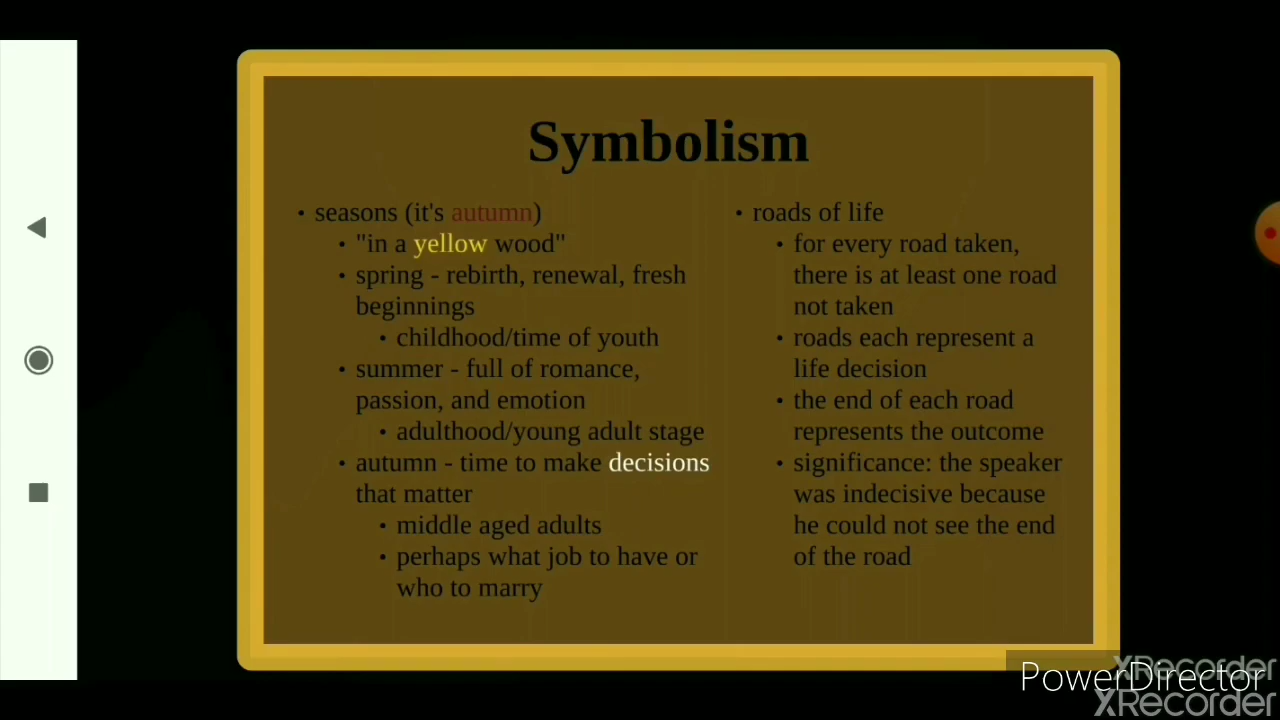 Symbolism
• seasons (it's autumn)
• "in a yellow wood"
• spring - rebirth, renewal, fresh
beginnings
• childhood/time of youth
• summer - full of romance,
passion, and emotion
• adulthood/young adult stage
• autumn - time to make decisions
that matter
• middle aged adults
• perhaps what job to have or
who to marry
• roads of life
• for every road taken,
there is at least one road
not taken
• roads each represent a
life decision
• the end of each road
represents the outcome
• significance: the speaker
was indecisive because
he could not see the end
of the road
XRecorder
PowerDirector
XRecorder